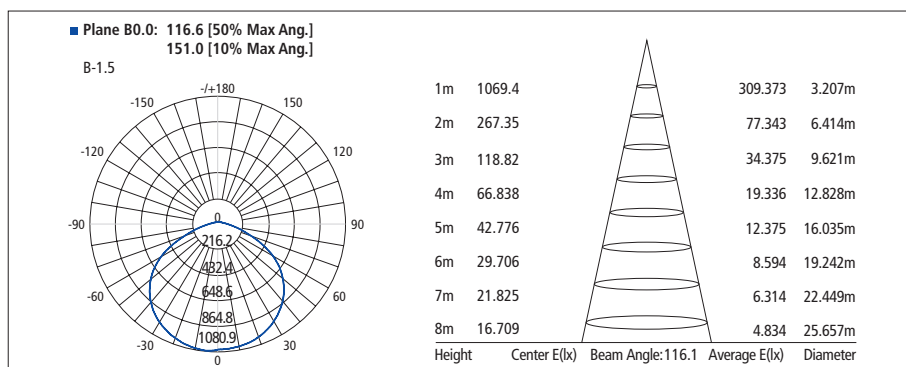 Plane B0.0: 116.6 [50% Max Ang.]
151.0 [10% Max Ang.]
B-1.5
-/+180
-150 150
-120 120
-90 90
-60 60
-30 30
0
0
216.2
432.4
648.6
864.8
1080.9
1m 1069.4 309.373 3.207m
2m 267.35 77.343 6.414m
3m 118.82 34.375 9.621m
4m 66.838 19.336 12.828m
5m 42.776 12.375 16.035m
6m 29.706 8.594 19.242m
7m 21.825 6.314 22.449m
8m 16.709 4.834 25.657m
Height Center E(lx) Beam Angle:116.1 Average E(lx) Diameter